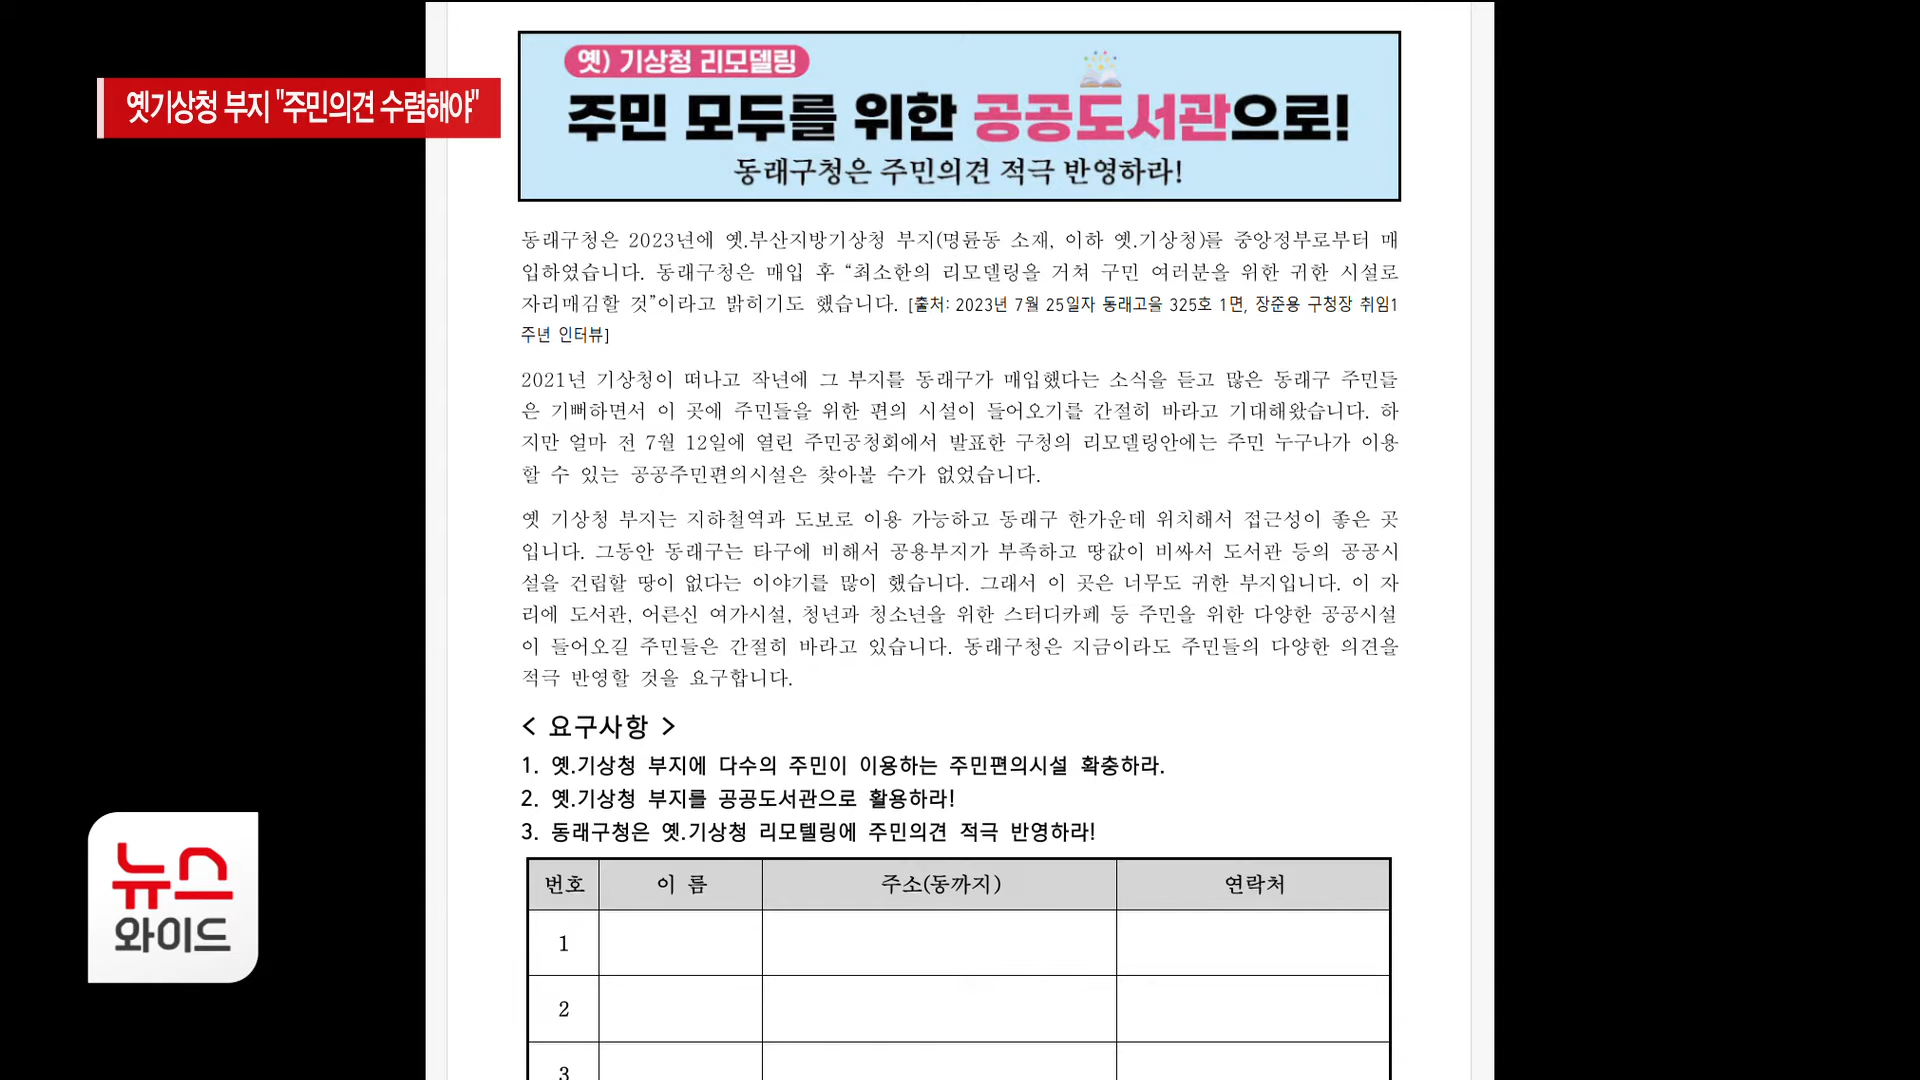 옛기상청 부지 "주민의견 수렴해야"
옛) 기상청 리모델링
주민 모두를 위한 공공도서관으로!
동래구청은 주민의견 적극 반영하라!
동래구청은 2023년에 옛.부산지방기상청 부지(명륜동 소재, 이하 옛.기상청)를 중앙정부로부터 매
입하였습니다. 동래구청은 매입 후 “최소한의 리모델링을 거쳐 구민 여러분을 위한 귀한 시설로
자리매김할 것”이라고 밝히기도 했습니다. [출처: 2023년 7월 25일자 동래고을 325호 1면, 장준용 구청장 취임1
주년 인터뷰]
2021년 기상청이 떠나고 작년에 그 부지를 동래구가 매입했다는 소식을 듣고 많은 동래구 주민들
은 기뻐하면서 이 곳에 주민들을 위한 편의 시설이 들어오기를 간절히 바라고 기대해왔습니다. 하
지만 얼마 전 7월 12일에 열린 주민공청회에서 발표한 구청의 리모델링안에는 주민 누구나가 이용
할 수 있는 공공주민편의시설은 찾아볼 수가 없었습니다.
옛 기상청 부지는 지하철역과 도보로 이용 가능하고 동래구 한가운데 위치해서 접근성이 좋은 곳
입니다. 그동안 동래구는 타구에 비해서 공용부지가 부족하고 땅값이 비싸서 도서관 등의 공공시
설을 건립할 땅이 없다는 이야기를 많이 했습니다. 그래서 이 곳은 너무도 귀한 부지입니다. 이 자
리에 도서관, 어른신 여가시설, 청년과 청소년을 위한 스터디카페 등 주민을 위한 다양한 공공시설
이 들어오길 주민들은 간절히 바라고 있습니다. 동래구청은 지금이라도 주민들의 다양한 의견을
적극 반영할 것을 요구합니다.
< 요구사항 >
1. 옛.기상청 부지에 다수의 주민이 이용하는 주민편의시설 확충하라.
2. 옛.기상청 부지를 공공도서관으로 활용하라!
3. 동래구청은 옛.기상청 리모텔링에 주민의견 적극 반영하라!
번호 이 름 주소(동까지) 연락처
1
2
3
뉴스
와이드